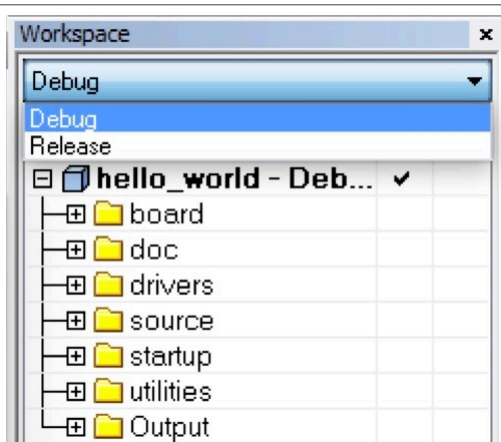 Workspace
Debug
Debug
Release
hello_world - Deb...
board
doc
drivers
source
startup
utilities
Output